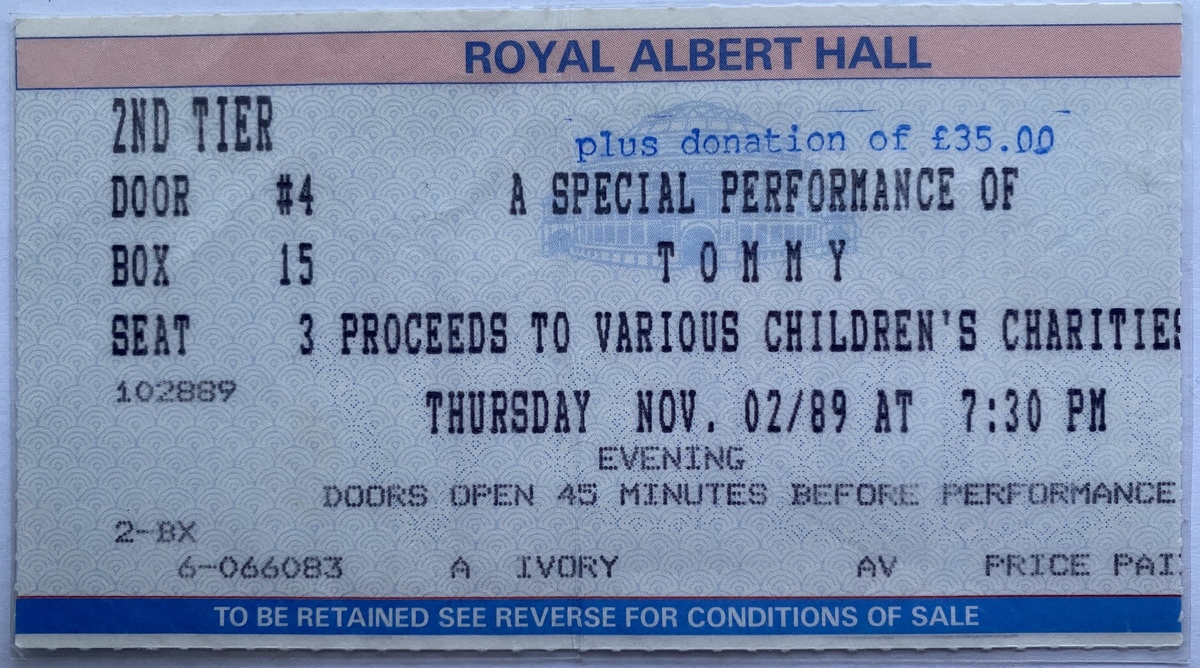 ROYAL ALBERT HALL
2ND TIER
plus donation of £35.00
DOOR #4 A SPECIAL PERFORMANCE OF
BOX 15 T O M M Y
SEAT 3 PROCEEDS TO VARIOUS CHILDREN'S CHARITIES
102889
THURSDAY NOV. 02/89 AT 7:30 PM
EVENING
DOORS OPEN 45 MINUTES BEFORE PERFORMANCE
2-BX
6-066083 A IVORY AV PRICE PAI
TO BE RETAINED SEE REVERSE FOR CONDITIONS OF SALE